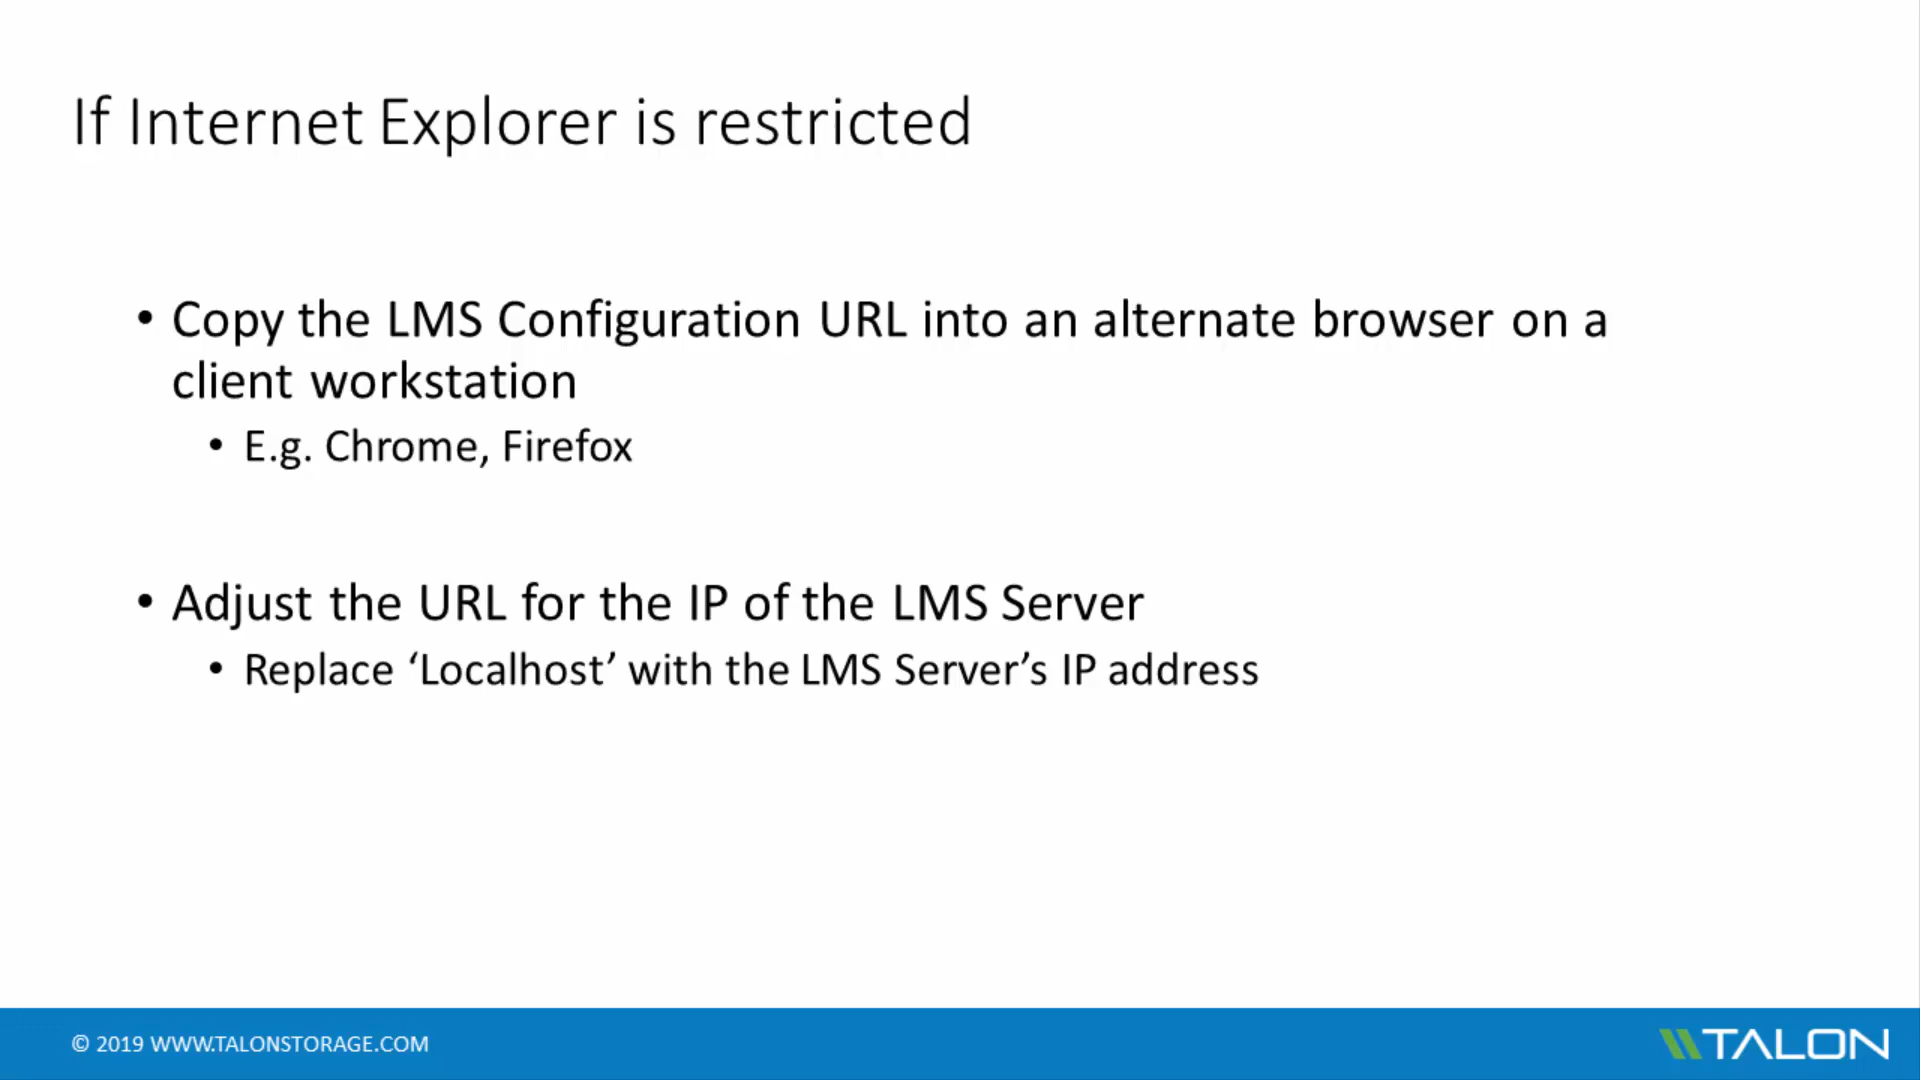 If Internet Explorer is restricted
• Copy the LMS Configuration URL into an alternate browser on a
client workstation
• E.g. Chrome, Firefox
• Adjust the URL for the IP of the LMS Server
• Replace ‘Localhost’ with the LMS Server’s IP address
© 2019 WWW.TALONSTORAGE.COM
TALON